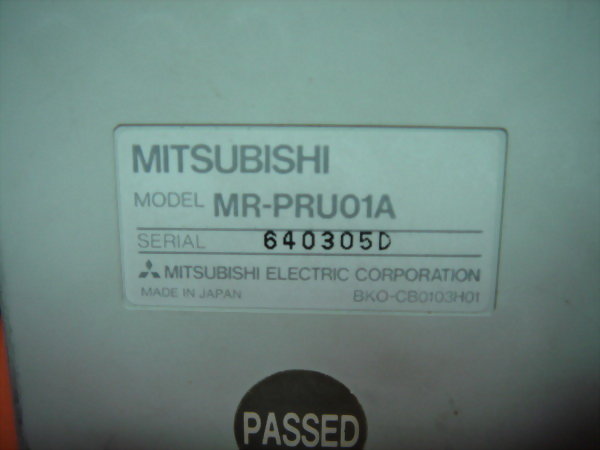 MITSUBISHI
MODEL MR-PRU01A
SERIAL 640305D
MITSUBISHI ELECTRIC CORPORATION
MADE IN JAPAN BKO-CB0103H01
PASSED